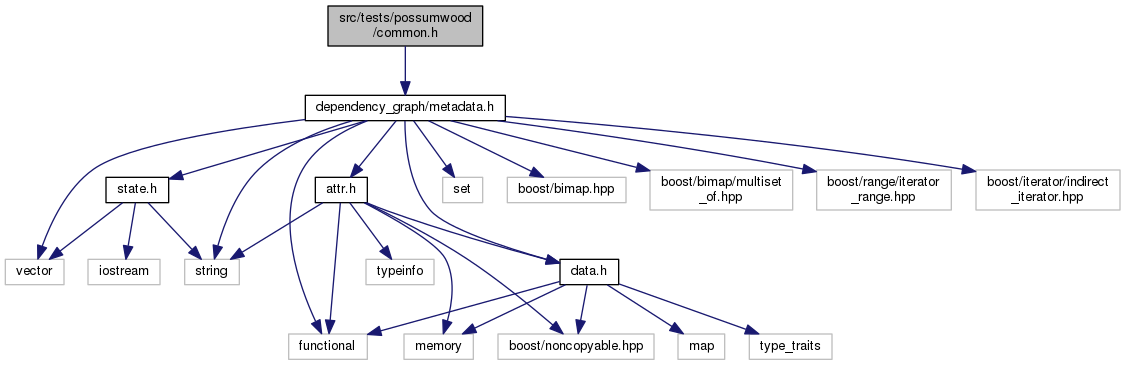 src/tests/possumwood
/common.h
dependency_graph/metadata.h
state.h
attr.h
set
boost/bimap.hpp
boost/bimap/multiset
_of.hpp
boost/range/iterator
_range.hpp
boost/iterator/indirect
_iterator.hpp
vector
iostream
string
typeinfo
data.h
functional
memory
boost/noncopyable.hpp
map
type_traits